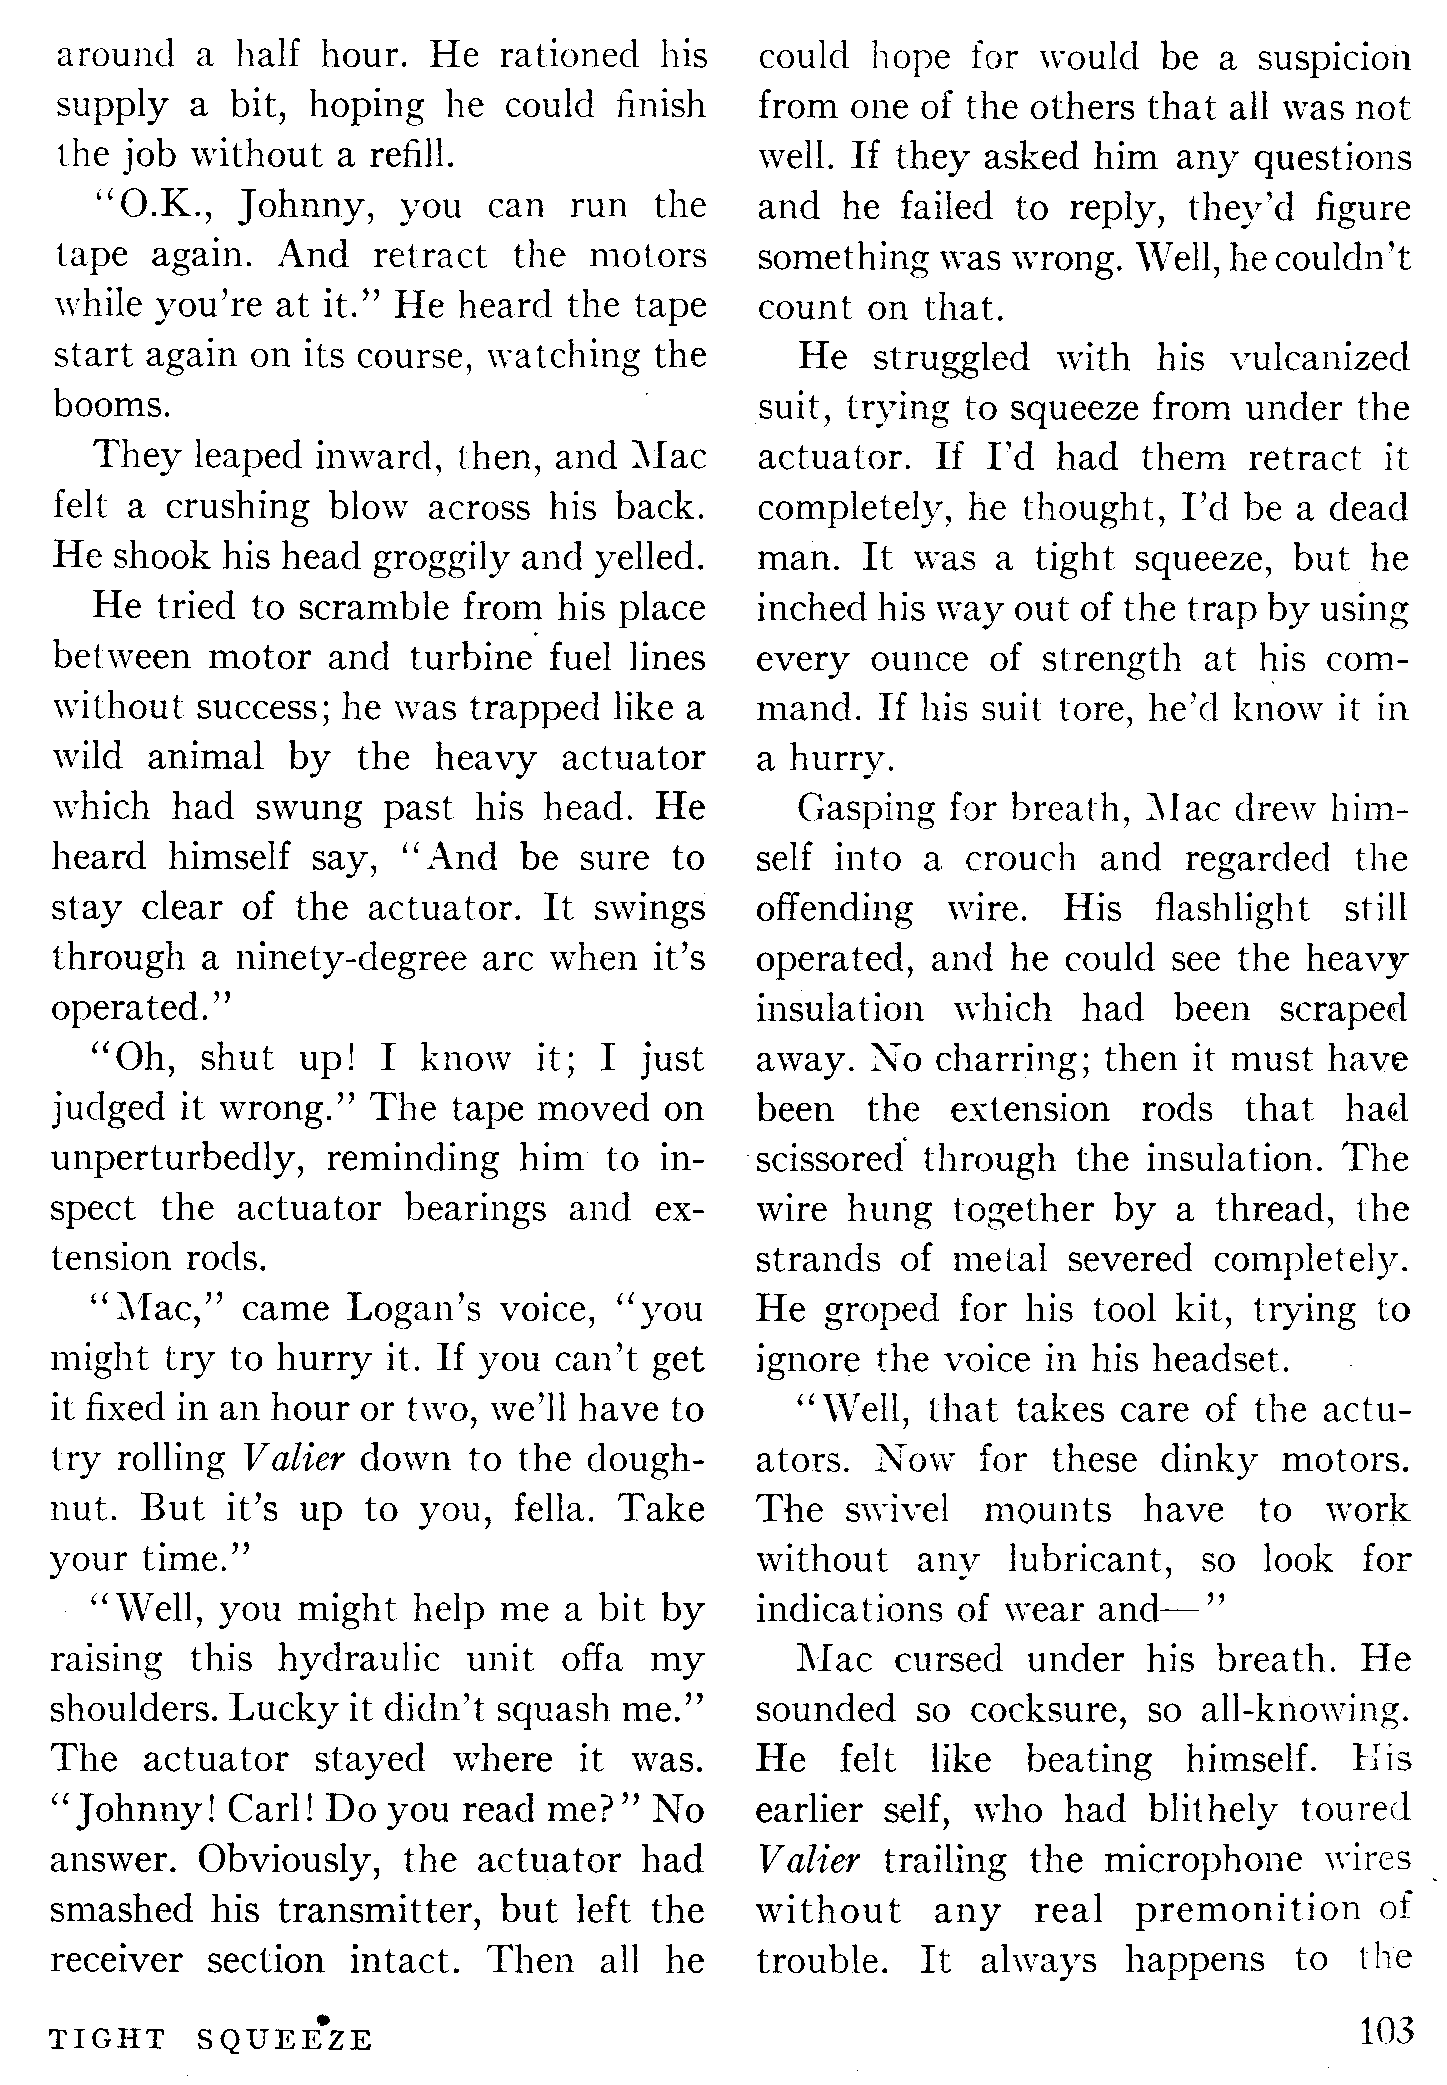 around a half hour. He rationed his
supply a bit, hoping he could finish
the job without a refill.
“O.K., Johnny, you can run the
tape again. And retract the motors
while you’re at it.” He heard the tape
start again on its course, watching the
booms.
They leaped inward, then, and Mac
felt a crushing blow across his back.
He shook his head groggily and yelled.
He tried to scramble from his place
between motor and turbine fuel lines
without success; he was trapped like a
wild animal by the heavy actuator
which had swung past his head. He
heard himself say, “And be sure to
stay clear of the actuator. It swings
through a ninety-degree arc when it’s
operated.”
“Oh, shut up! I know it; I just
judged it wrong.” The tape moved on
unperturbedly, reminding him to in-
spect the actuator bearings and ex-
tension rods.
“Mac,” came Logan’s voice, “you
might try to hurry it. If you can’t get
it fixed in an hour or two, we’ll have to
try rolling Valier down to the dough-
nut. But it’s up to you, fella. Take
your time.”
“Well, you might help me a bit by
raising this hydraulic unit offa my
shoulders. Lucky it didn’t squash me.”
The actuator stayed where it was.
“Johnny! Carl! Do you read me?” No
answer. Obviously, the actuator had
smashed his transmitter, but left the
receiver section intact. Then all he
could hope for would be a suspicion
from one of the others that all was not
well. If they asked him any questions
and he failed to reply, they’d figure
something was wrong. Well, he couldn’t
count on that.
He struggled with his vulcanized
suit, trying to squeeze from under the
actuator. If I’d had them retract it
completely, he thought, I’d be a dead
man. It was a tight squeeze, but he
inched his way out of the trap by using
every ounce of strength at his com-
mand. If his suit tore, he’d know it in
a hurry.
Gasping for breath, Mac drew him-
self into a crouch and regarded the
offending wire. His flashlight still
operated, and he could see the heavy
insulation which had been scraped
away. No charring; then it must have
been the extension rods that had
scissored through the insulation. The
wire hung together by a thread, the
strands of metal severed completely.
He groped for his tool kit, trying to
ignore the voice in his headset.
“Well, that takes care of the actu-
ators. Now for these dinky motors.
The swivel mounts have to work
without any lubricant, so look for
indications of wear and—”
Mac cursed under his breath. He
sounded so cocksure, so all-knowing.
He felt like beating himself. His
earlier self, who had blithely toured
Valier trailing the microphone wires
without any real premonition of
trouble. It always happens to the
TIGHT SQUEEZE
103